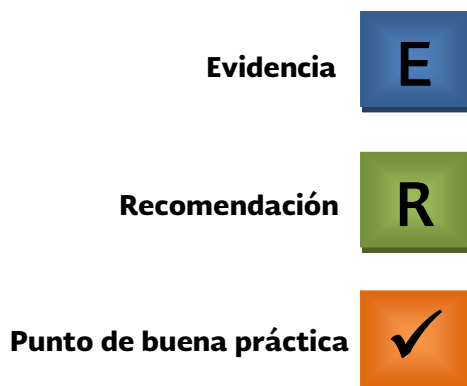 Evidencia E
Recomendación R
Punto de buena práctica ✓